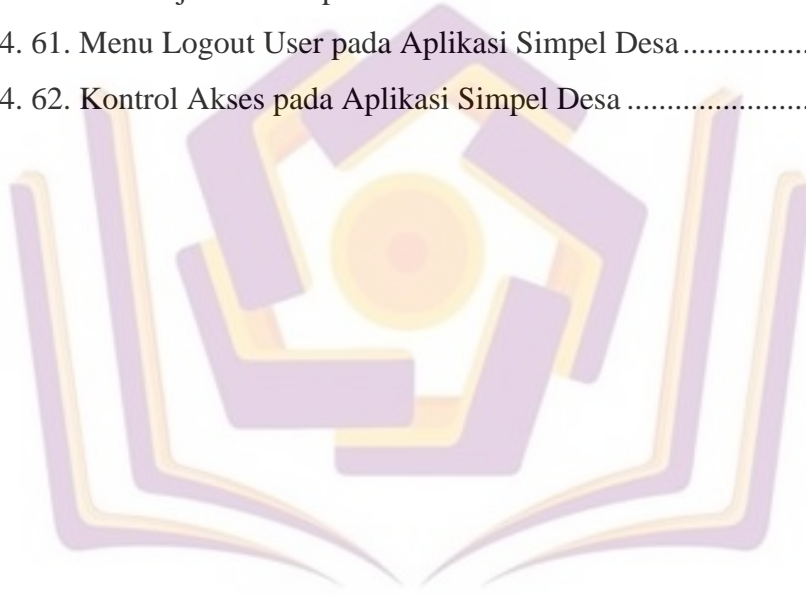 4. 61. Menu Logout User pada Aplikasi Simpel Desa................
4. 62. Kontrol Akses pada Aplikasi Simpel Desa......................